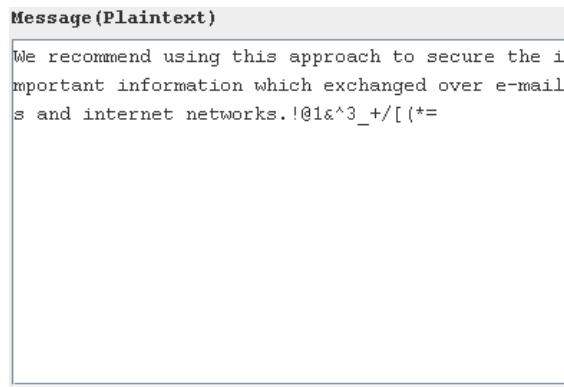 Message(Plaintext)
We recommend using this approach to secure the i
mportant information which exchanged over e-mail
s and internet networks.!@1&^3_+/[(*=